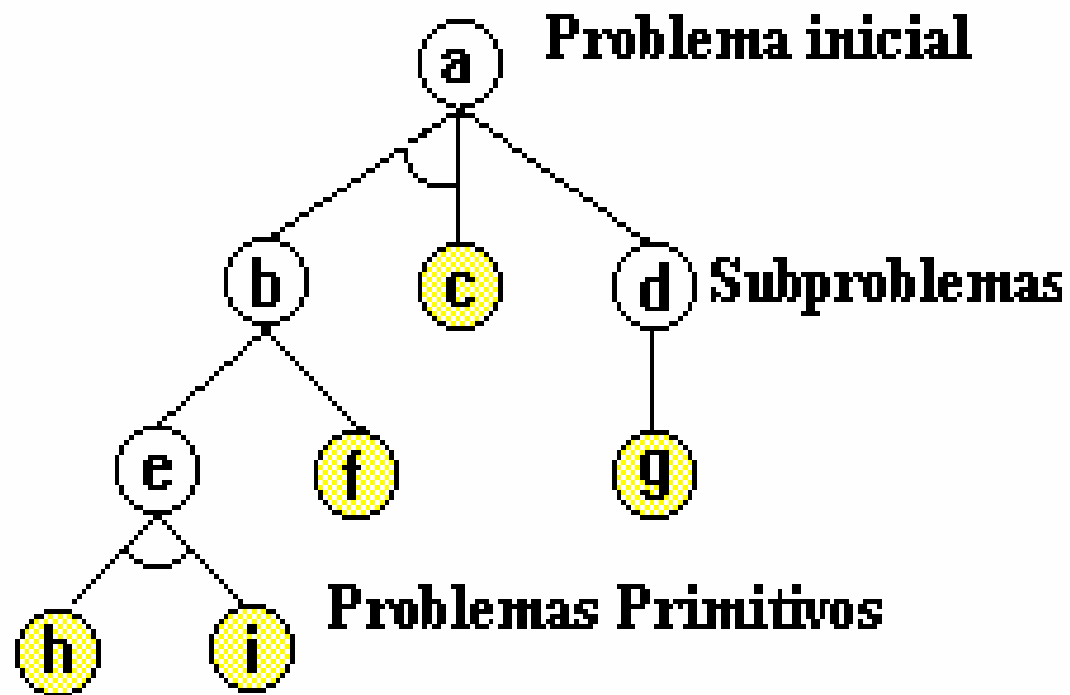 a
Problema inicial
b
c
d
Subproblemas
e
f
g
h
i
Problemas Primitivos